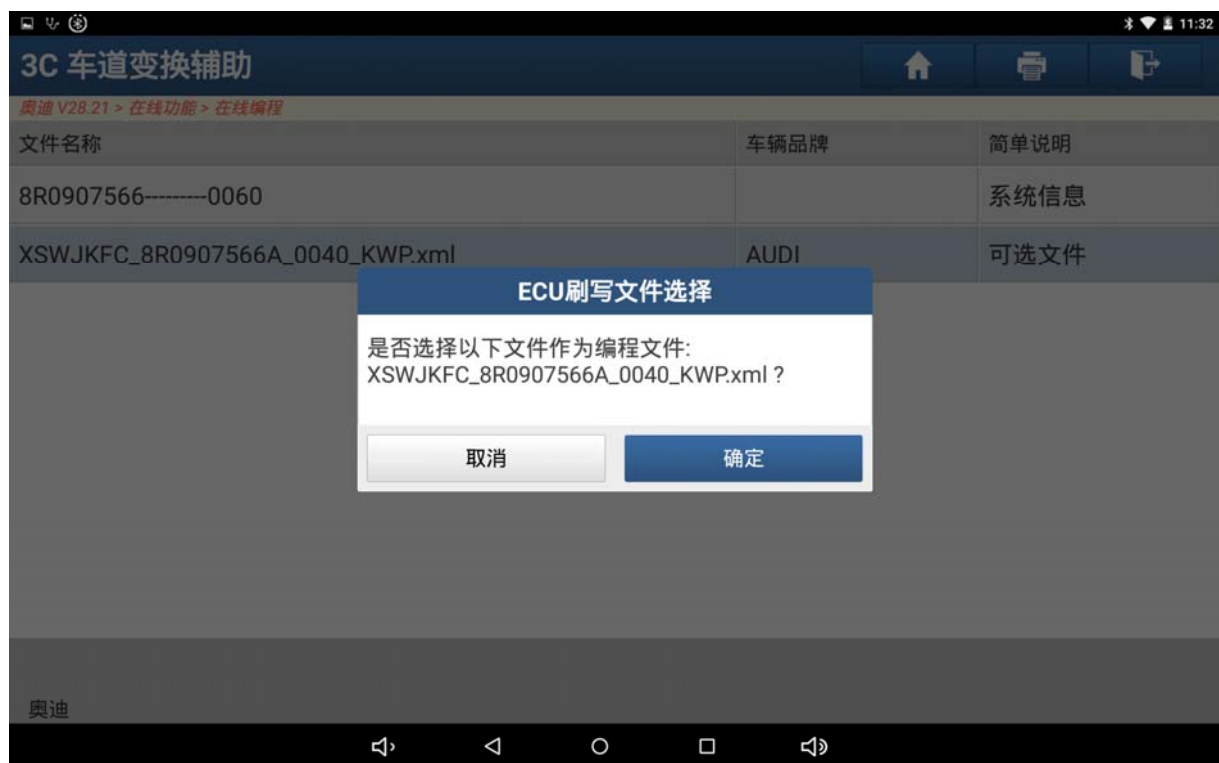 11:32
3C 车道变换辅助
奥迪 V28.21 > 在线功能 > 在线编程
文件名称 车辆品牌 简单说明
8R0907566---------0060 系统信息
XSWJKFC_8R0907566A_0040_KWP.xml AUDI 可选文件
ECU刷写文件选择
是否选择以下文件作为编程文件:
XSWJKFC_8R0907566A_0040_KWP.xml ?
取消 确定
奥迪